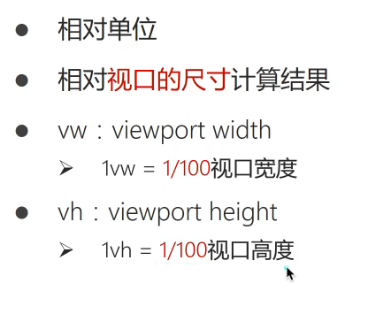 ● 相对单位
● 相对视口的尺寸计算结果
● vw：viewport width
➢ 1vw = 1/100视口宽度
● vh：viewport height
➢ 1vh = 1/100视口高度